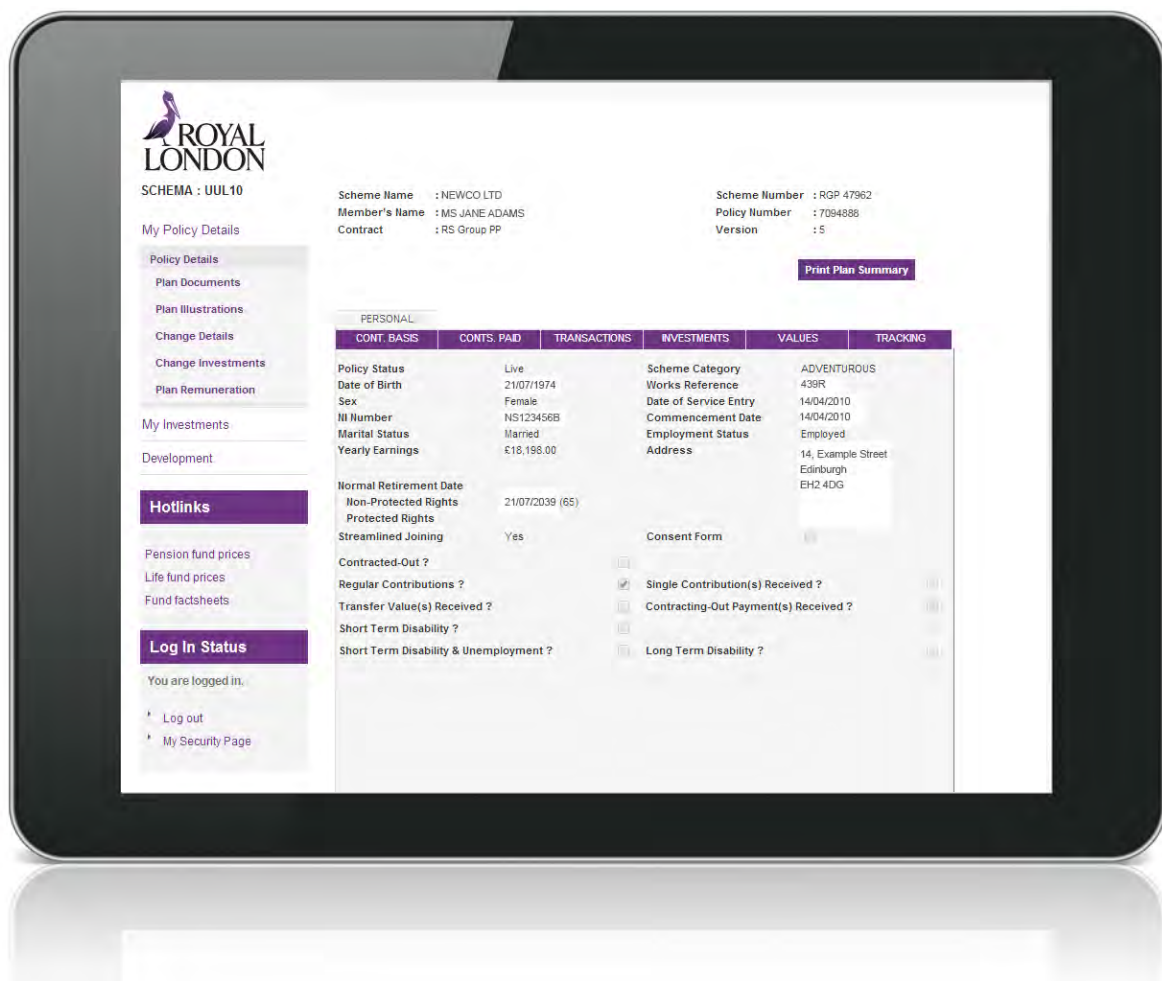 ROYAL
LONDON
SCHEMA : UUL10
My Policy Details
Policy Details
Plan Documents
Plan Illustrations
Change Details
Change Investments
Plan Remuneration
My Investments
Development
Hotlinks
Pension fund prices
Life fund prices
Fund factsheets
Log In Status
You are logged in.
Log out
My Security Page
Scheme Name : NEWCO LTD Scheme Number : RGP 47962
Member's Name : MS JANE ADAMS Policy Number : 7094888
Contract : RS Group PP Version : 5
Print Plan Summary
PERSONAL
CONT. BASIS CONTS. PAID TRANSACTIONS INVESTMENTS VALUES TRACKING
Policy Status Live Scheme Category ADVENTUROUS
Date of Birth 21/07/1974 Works Reference 439R
Sex Female Date of Service Entry 14/04/2010
NI Number NS123456B Commencement Date 14/04/2010
Marital Status Married Employment Status Employed
Yearly Earnings £18,198.00 Address 14, Example Street
Edinburgh
EH2 4DG
Normal Retirement Date
Non-Protected Rights 21/07/2039 (65)
Protected Rights
Streamlined Joining Yes Consent Form
Contracted-Out ?
Regular Contributions ? Single Contribution(s) Received ?
Transfer Value(s) Received ? Contracting-Out Payment(s) Received ?
Short Term Disability ?
Short Term Disability & Unemployment ? Long Term Disability ?